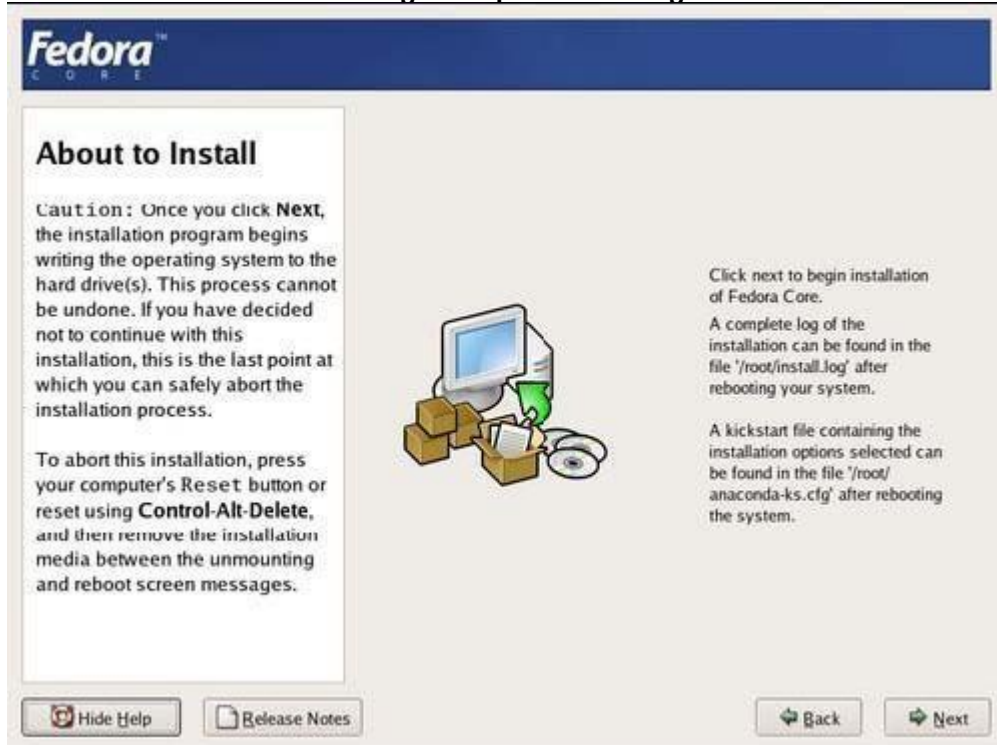 Fedora™
CORE
About to Install
Caution: Once you click Next,
the installation program begins
writing the operating system to the
hard drive(s). This process cannot
be undone. If you have decided
not to continue with this
installation, this is the last point at
which you can safely abort the
installation process.
To abort this installation, press
your computer's Reset button or
reset using Control-Alt-Delete,
and then remove the installation
media between the unmounting
and reboot screen messages.
Click next to begin installation
of Fedora Core.
A complete log of the
installation can be found in the
file '/root/install.log' after
rebooting your system.
A kickstart file containing the
installation options selected can
be found in the file '/root/
anaconda-ks.cfg' after rebooting
the system.
Hide Help
Release Notes
Back
Next